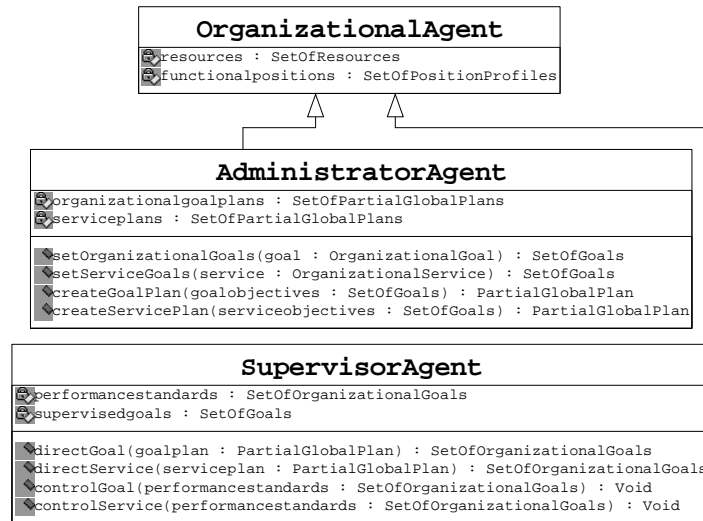 OrganizationalAgent
resources : SetOfResources
functionalpositions : SetOfPositionProfiles
AdministratorAgent
organizationalgoalplans : SetOfPartialGlobalPlans
serviceplans : SetOfPartialGlobalPlans
setOrganizationalGoals(goal : OrganizationalGoal) : SetOfGoals
setServiceGoals(service : OrganizationalService) : SetOfGoals
createGoalPlan(goalobjectives : SetOfGoals) : PartialGlobalPlan
createServicePlan(serviceobjectives : SetOfGoals) : PartialGlobalPlan
SupervisorAgent
performancestandards : SetOfOrganizationalGoals
supervisedgoals : SetOfGoals
directGoal(goalplan : PartialGlobalPlan) : SetOfOrganizationalGoals
directService(serviceplan : PartialGlobalPlan) : SetOfOrganizationalGoals
controlGoal(performancestandards : SetOfOrganizationalGoals) : Void
controlService(performancestandards : SetOfOrganizationalGoals) : Void